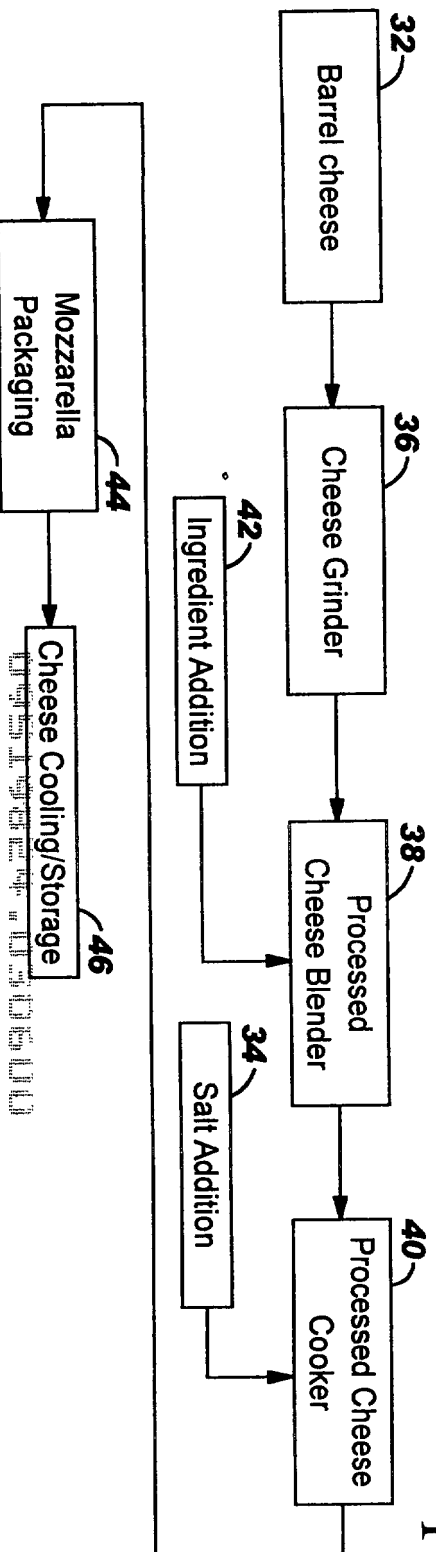 32
Barrel cheese
36
Cheese Grinder
38
Processed
Cheese Blender
40
Processed Cheese
Cooker
42
Ingredient Addition
34
Salt Addition
44
Mozzarella
Packaging
46
Cheese Cooling/Storage